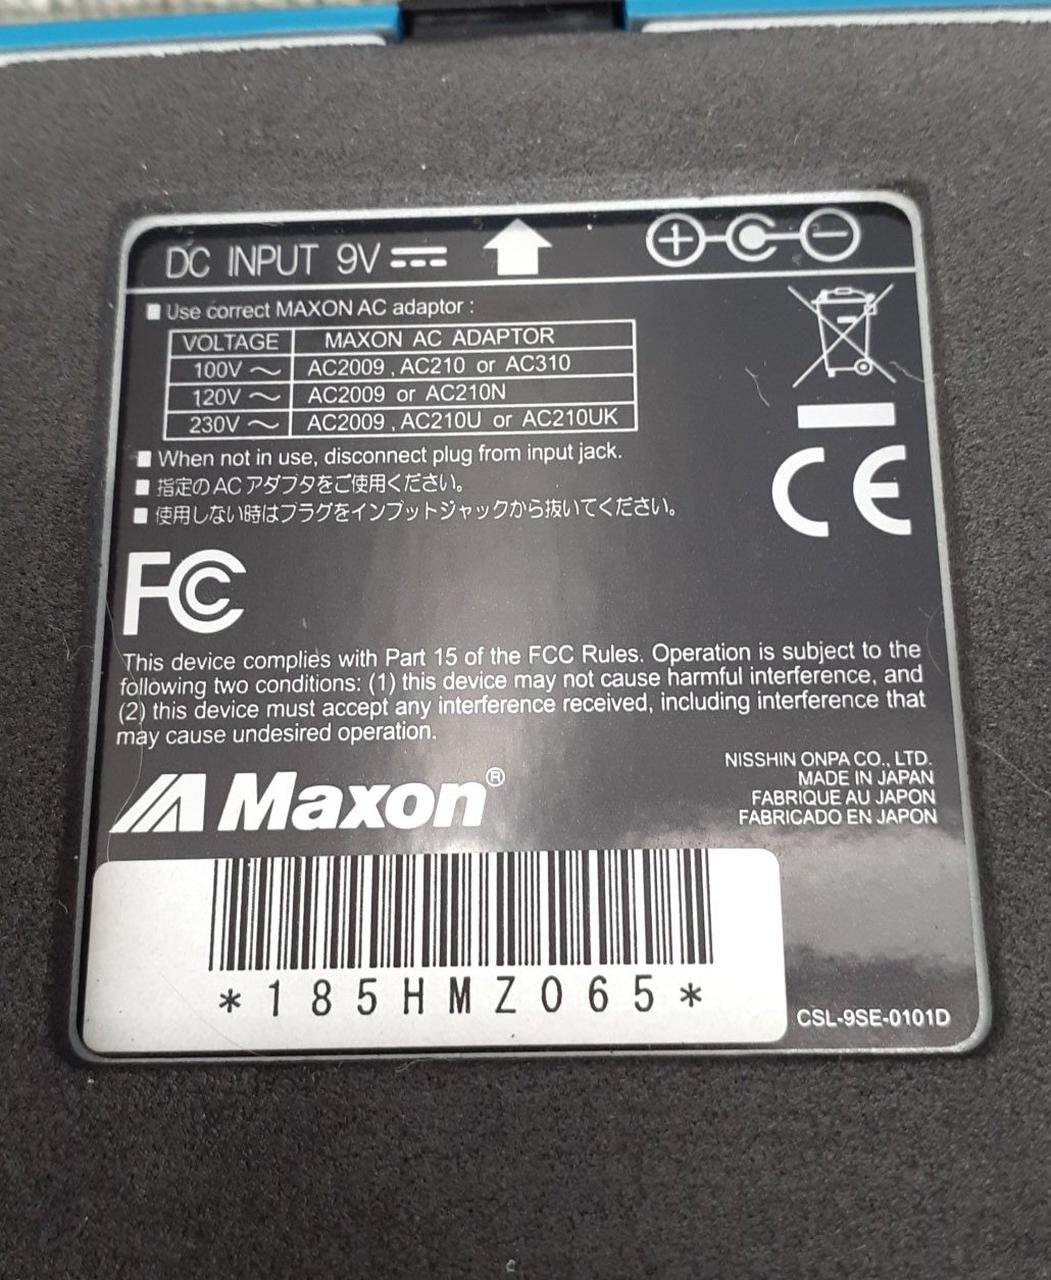 DC INPUT 9V ⎓
■ Use correct MAXON AC adaptor :
VOLTAGE MAXON AC ADAPTOR
100V ～ AC2009 , AC210 or AC310
120V ～ AC2009 or AC210N
230V ～ AC2009 , AC210U or AC210UK
■ When not in use, disconnect plug from input jack.
■ 指定のACアダプタをご使用ください。
■ 使用しない時はプラグをインプットジャックから抜いてください。
CE
FC
This device complies with Part 15 of the FCC Rules. Operation is subject to the
following two conditions: (1) this device may not cause harmful interference, and
(2) this device must accept any interference received, including interference that
may cause undesired operation.
Maxon®
NISSHIN ONPA CO., LTD.
MADE IN JAPAN
FABRIQUE AU JAPON
FABRICADO EN JAPON
*185HMZ065*
CSL-9SE-0101D